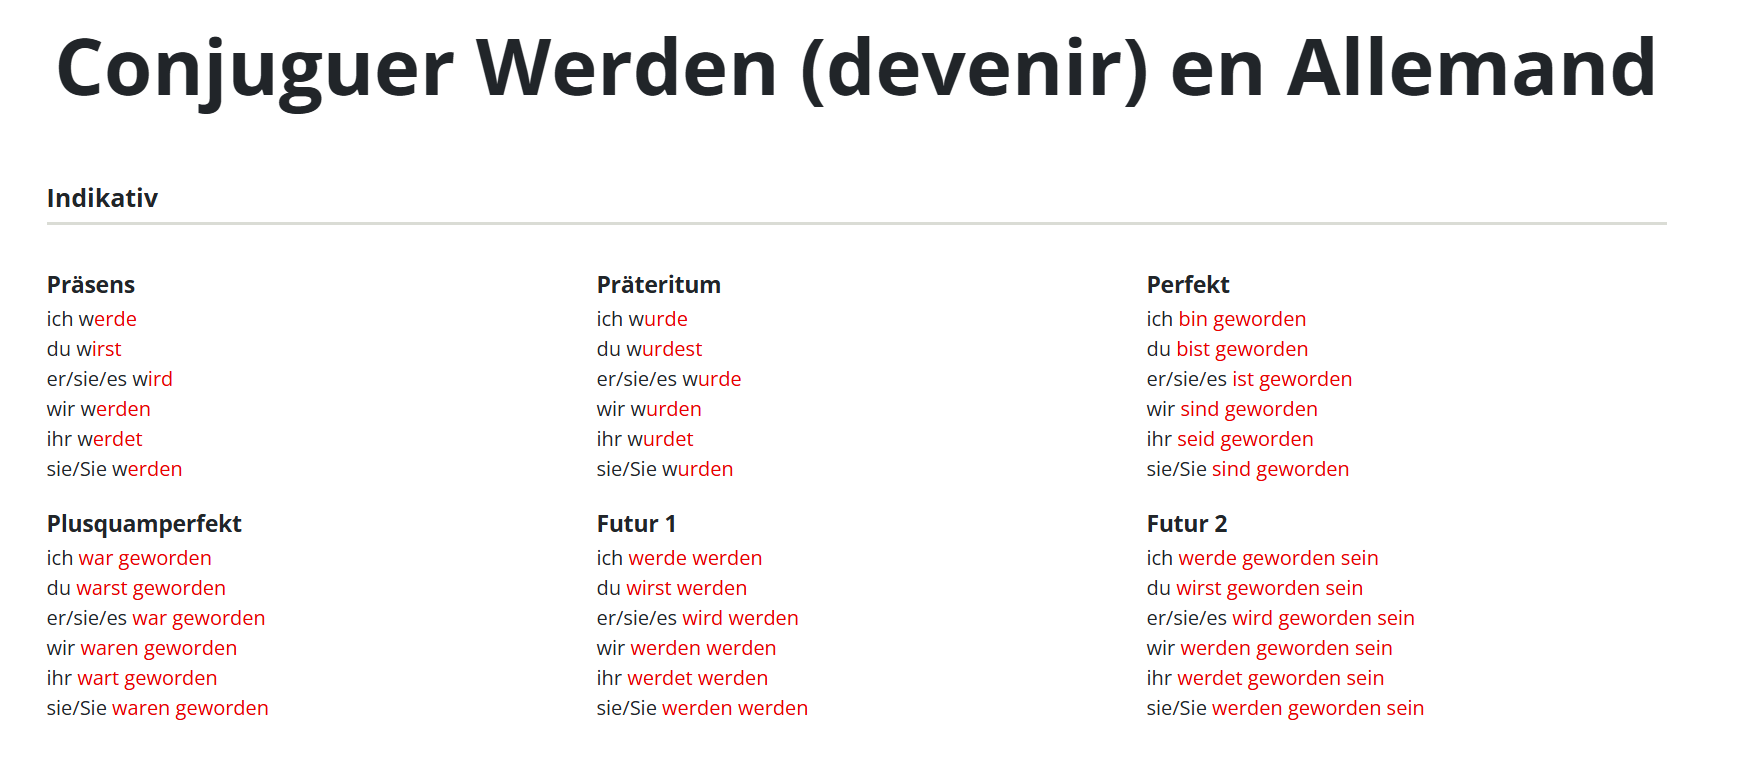 Conjuguer Werden (devenir) en Allemand
Indikativ
Präsens
ich werde
du wirst
er/sie/es wird
wir werden
ihr werdet
sie/Sie werden
Präteritum
ich wurde
du wurdest
er/sie/es wurde
wir wurden
ihr wurdet
sie/Sie wurden
Perfekt
ich bin geworden
du bist geworden
er/sie/es ist geworden
wir sind geworden
ihr seid geworden
sie/Sie sind geworden
Plusquamperfekt
ich war geworden
du warst geworden
er/sie/es war geworden
wir waren geworden
ihr wart geworden
sie/Sie waren geworden
Futur 1
ich werde werden
du wirst werden
er/sie/es wird werden
wir werden werden
ihr werdet werden
sie/Sie werden werden
Futur 2
ich werde geworden sein
du wirst geworden sein
er/sie/es wird geworden sein
wir werden geworden sein
ihr werdet geworden sein
sie/Sie werden geworden sein